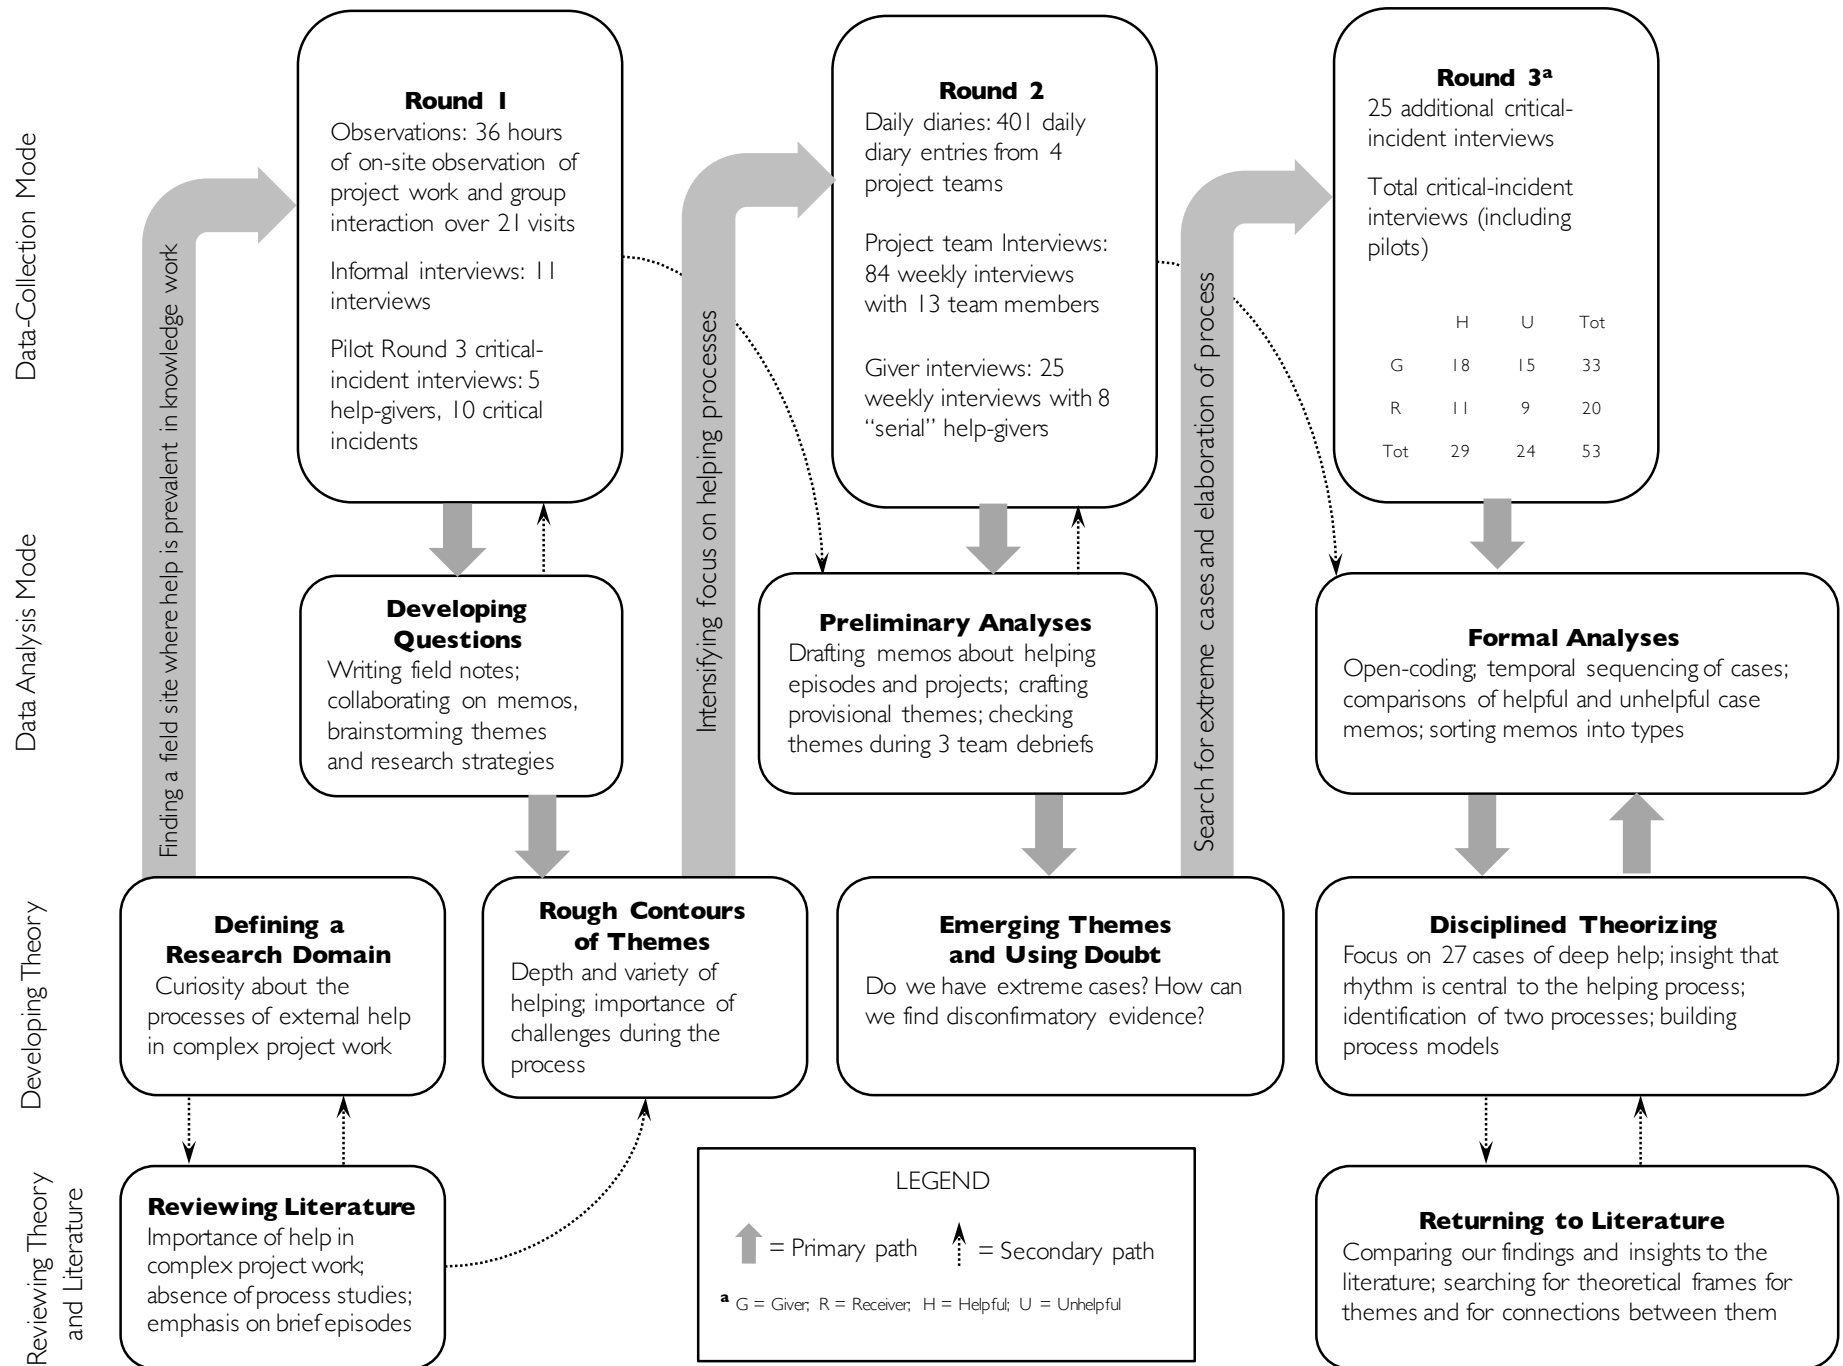 Data-Collection Mode
Data Analysis Mode
Developing Theory
Reviewing Theory
and Literature
Round 1
Observations: 36 hours
of on-site observation of
project work and group
interaction over 21 visits
Informal interviews: 11
interviews
Pilot Round 3 critical-
incident interviews: 5
help-givers, 10 critical
incidents
Round 2
Daily diaries: 401 daily
diary entries from 4
project teams
Project team Interviews:
84 weekly interviews
with 13 team members
Giver interviews: 25
weekly interviews with 8
“serial” help-givers
Round 3a
25 additional critical-
incident interviews
Total critical-incident
interviews (including
pilots)
H U Tot
G 18 15 33
R 11 9 20
Tot 29 24 53
Finding a field site where help is prevalent in knowledge work
Intensifying focus on helping processes
Search for extreme cases and elaboration of process
Developing
Questions
Writing field notes;
collaborating on memos,
brainstorming themes
and research strategies
Preliminary Analyses
Drafting memos about helping
episodes and projects; crafting
provisional themes; checking
themes during 3 team debriefs
Formal Analyses
Open-coding; temporal sequencing of cases;
comparisons of helpful and unhelpful case
memos; sorting memos into types
Defining a
Research Domain
Curiosity about the
processes of external help
in complex project work
Rough Contours
of Themes
Depth and variety of
helping; importance of
challenges during the
process
Emerging Themes
and Using Doubt
Do we have extreme cases? How can
we find disconfirmatory evidence?
Disciplined Theorizing
Focus on 27 cases of deep help; insight that
rhythm is central to the helping process;
identification of two processes; building
process models
Reviewing Literature
Importance of help in
complex project work;
absence of process studies;
emphasis on brief episodes
LEGEND
= Primary path
= Secondary path
a G = Giver; R = Receiver; H = Helpful; U = Unhelpful
Returning to Literature
Comparing our findings and insights to the
literature; searching for theoretical frames for
themes and for connections between them